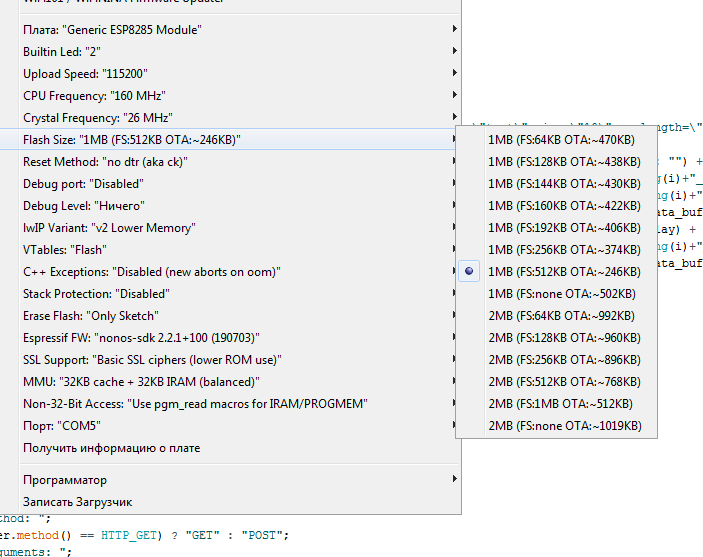 Плата: "Generic ESP8285 Module"
Builtin Led: "2"
Upload Speed: "115200"
CPU Frequency: "160 MHz"
Crystal Frequency: "26 MHz"
Flash Size: "1MB (FS:512KB OTA:~246KB)"
Reset Method: "no dtr (aka ck)"
Debug port: "Disabled"
Debug Level: "Ничего"
IwIP Variant: "v2 Lower Memory"
VTables: "Flash"
C++ Exceptions: "Disabled (new aborts on oom)"
Stack Protection: "Disabled"
Erase Flash: "Only Sketch"
Espressif FW: "nonos-sdk 2.2.1+100 (190703)"
SSL Support: "Basic SSL ciphers (lower ROM use)"
MMU: "32KB cache + 32KB IRAM (balanced)"
Non-32-Bit Access: "Use pgm_read macros for IRAM/PROGMEM"
Порт: "COM5"
Получить информацию о плате
Программатор
Записать Загрузчик
1MB (FS:64KB OTA:~470KB)
1MB (FS:128KB OTA:~438KB)
1MB (FS:144KB OTA:~430KB)
1MB (FS:160KB OTA:~422KB)
1MB (FS:192KB OTA:~406KB)
1MB (FS:256KB OTA:~374KB)
1MB (FS:512KB OTA:~246KB)
1MB (FS:none OTA:~502KB)
2MB (FS:64KB OTA:~992KB)
2MB (FS:128KB OTA:~960KB)
2MB (FS:256KB OTA:~896KB)
2MB (FS:512KB OTA:~768KB)
2MB (FS:1MB OTA:~512KB)
2MB (FS:none OTA:~1019KB)
length=\"
"") +
g(i)+"_
ng(i)+"
ata_buf
lay) +
ng(i)+"
ata_buf
thod: ";
er.method() == HTTP_GET) ? "GET" : "POST";
guments: ";